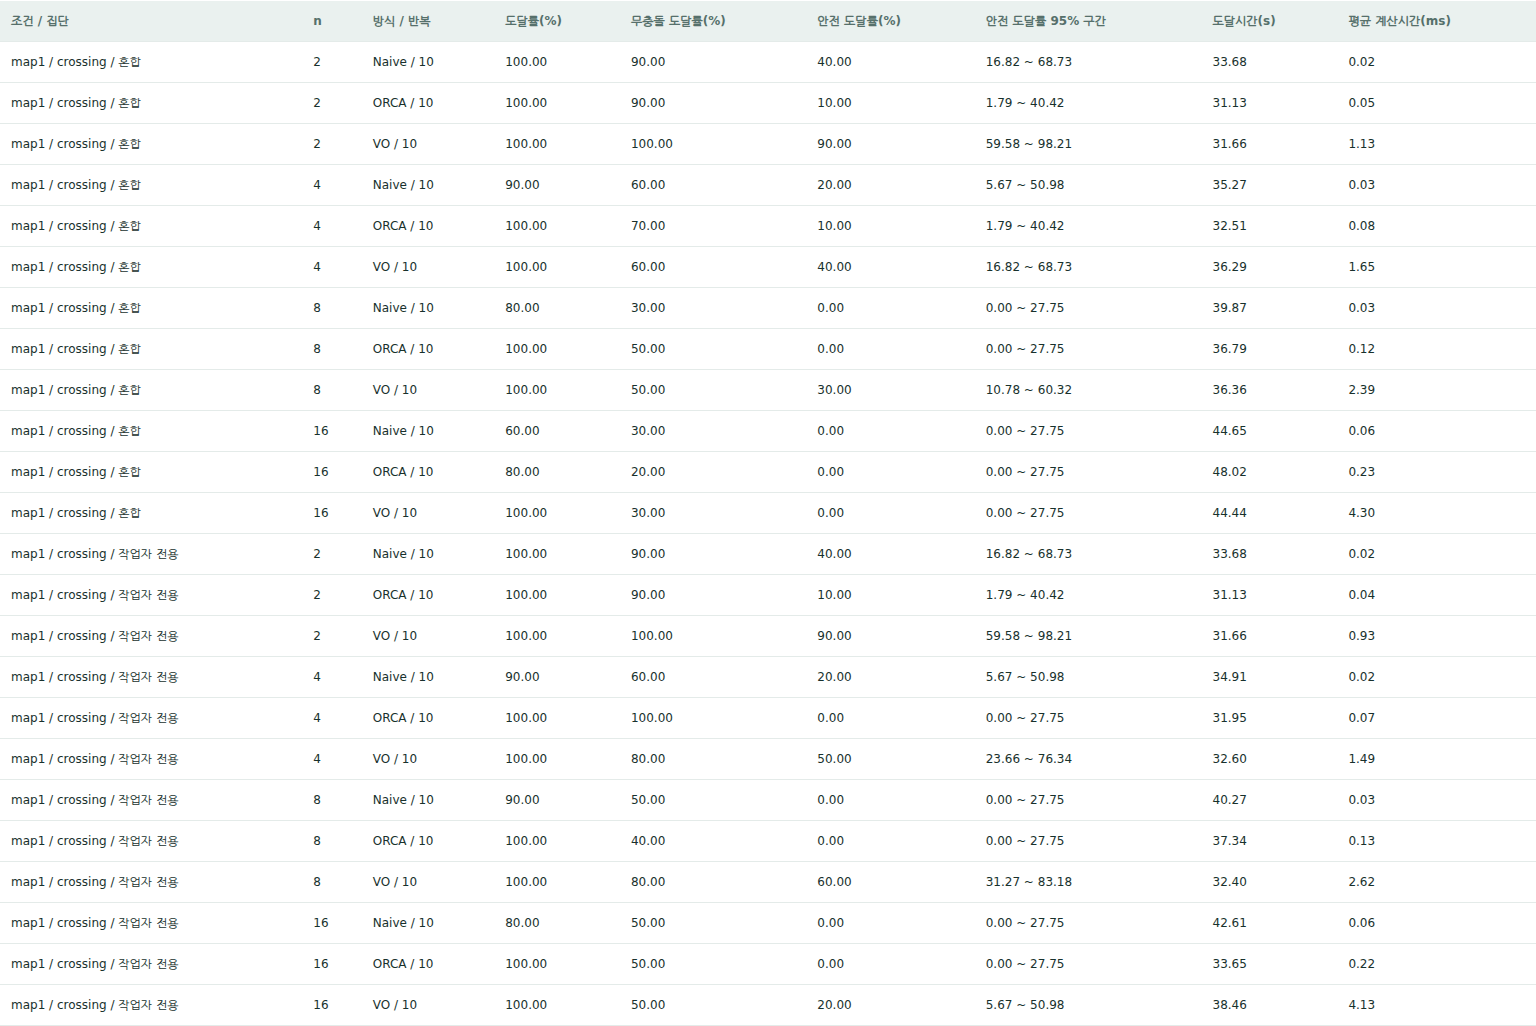 조건 / 집단 n 방식 / 반복 도달률(%) 무충돌 도달률(%) 안전 도달률(%) 안전 도달률 95% 구간 도달시간(s) 평균 계산시간(ms)
map1 / crossing / 혼합 2 Naive / 10 100.00 90.00 40.00 16.82 ~ 68.73 33.68 0.02
map1 / crossing / 혼합 2 ORCA / 10 100.00 90.00 10.00 1.79 ~ 40.42 31.13 0.05
map1 / crossing / 혼합 2 VO / 10 100.00 100.00 90.00 59.58 ~ 98.21 31.66 1.13
map1 / crossing / 혼합 4 Naive / 10 90.00 60.00 20.00 5.67 ~ 50.98 35.27 0.03
map1 / crossing / 혼합 4 ORCA / 10 100.00 70.00 10.00 1.79 ~ 40.42 32.51 0.08
map1 / crossing / 혼합 4 VO / 10 100.00 60.00 40.00 16.82 ~ 68.73 36.29 1.65
map1 / crossing / 혼합 8 Naive / 10 80.00 30.00 0.00 0.00 ~ 27.75 39.87 0.03
map1 / crossing / 혼합 8 ORCA / 10 100.00 50.00 0.00 0.00 ~ 27.75 36.79 0.12
map1 / crossing / 혼합 8 VO / 10 100.00 50.00 30.00 10.78 ~ 60.32 36.36 2.39
map1 / crossing / 혼합 16 Naive / 10 60.00 30.00 0.00 0.00 ~ 27.75 44.65 0.06
map1 / crossing / 혼합 16 ORCA / 10 80.00 20.00 0.00 0.00 ~ 27.75 48.02 0.23
map1 / crossing / 혼합 16 VO / 10 100.00 30.00 0.00 0.00 ~ 27.75 44.44 4.30
map1 / crossing / 작업자 전용 2 Naive / 10 100.00 90.00 40.00 16.82 ~ 68.73 33.68 0.02
map1 / crossing / 작업자 전용 2 ORCA / 10 100.00 90.00 10.00 1.79 ~ 40.42 31.13 0.04
map1 / crossing / 작업자 전용 2 VO / 10 100.00 100.00 90.00 59.58 ~ 98.21 31.66 0.93
map1 / crossing / 작업자 전용 4 Naive / 10 90.00 60.00 20.00 5.67 ~ 50.98 34.91 0.02
map1 / crossing / 작업자 전용 4 ORCA / 10 100.00 100.00 0.00 0.00 ~ 27.75 31.95 0.07
map1 / crossing / 작업자 전용 4 VO / 10 100.00 80.00 50.00 23.66 ~ 76.34 32.60 1.49
map1 / crossing / 작업자 전용 8 Naive / 10 90.00 50.00 0.00 0.00 ~ 27.75 40.27 0.03
map1 / crossing / 작업자 전용 8 ORCA / 10 100.00 40.00 0.00 0.00 ~ 27.75 37.34 0.13
map1 / crossing / 작업자 전용 8 VO / 10 100.00 80.00 60.00 31.27 ~ 83.18 32.40 2.62
map1 / crossing / 작업자 전용 16 Naive / 10 80.00 50.00 0.00 0.00 ~ 27.75 42.61 0.06
map1 / crossing / 작업자 전용 16 ORCA / 10 100.00 50.00 0.00 0.00 ~ 27.75 33.65 0.22
map1 / crossing / 작업자 전용 16 VO / 10 100.00 50.00 20.00 5.67 ~ 50.98 38.46 4.13